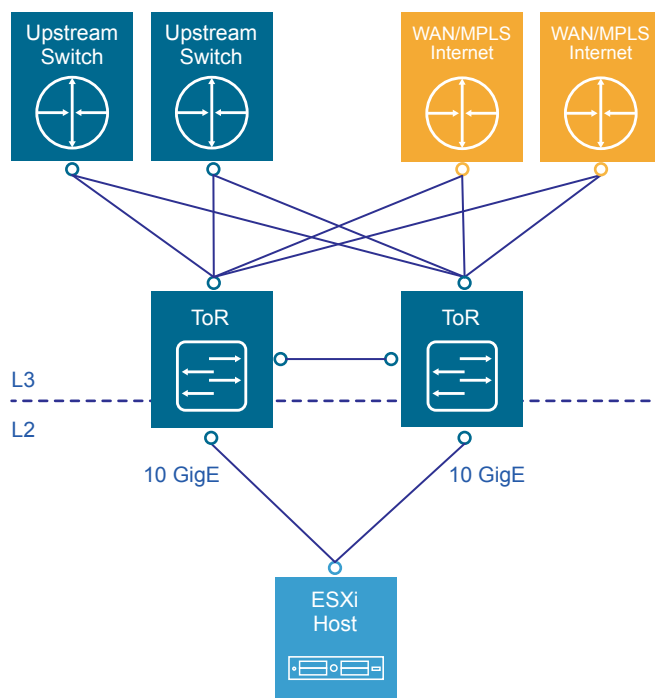 Upstream
Switch
Upstream
Switch
WAN/MPLS
Internet
WAN/MPLS
Internet
ToR
ToR
L3
L2
10 GigE
10 GigE
ESXi
Host